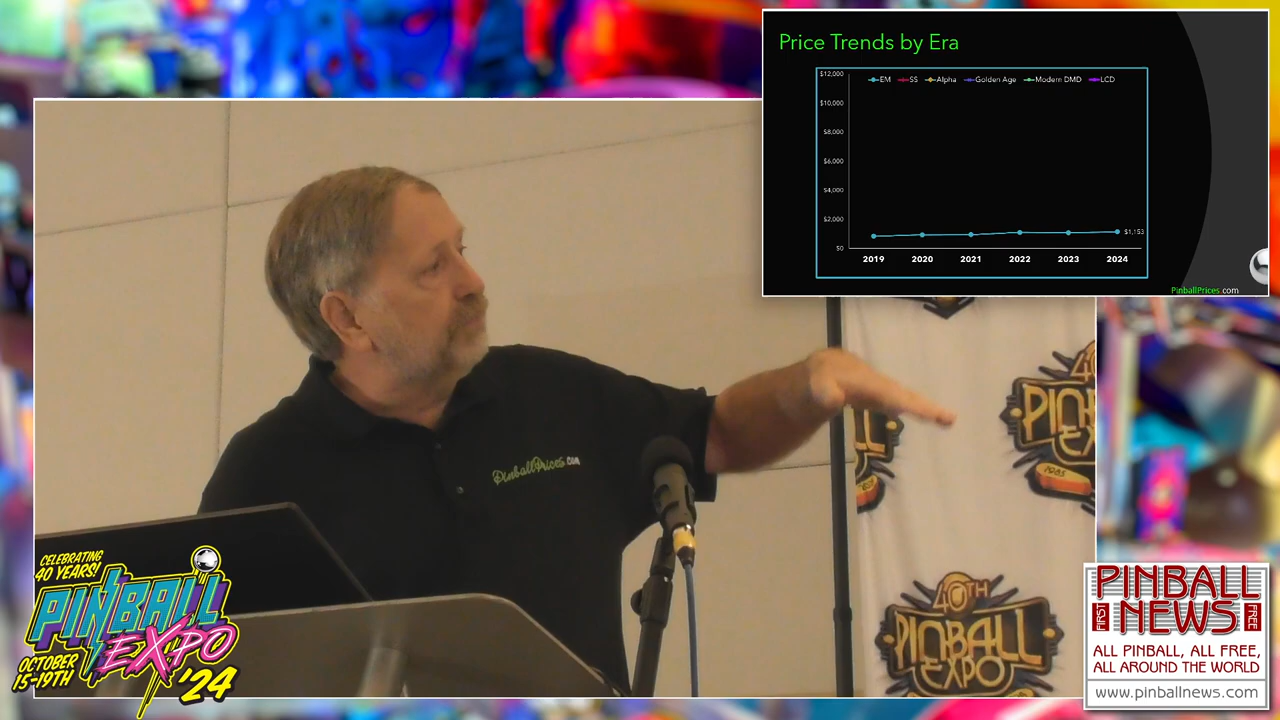 Price Trends by Era
EM SS Alpha Golden Age Modern DMD LCD
$12,000
$10,000
$8,000
$6,000
$4,000
$2,000
$0
$1,153
2019 2020 2021 2022 2023 2024
PinballPrices com
PinballPrices.com
40TH
PINBALL
EXPO
1985
CELEBRATING
40 YEARS!
PINBALL
EXPO
OCTOBER
15-19TH
'24
PINBALL
FIRST NEWS FREE
ALL PINBALL, ALL FREE,
ALL AROUND THE WORLD
www.pinballnews.com